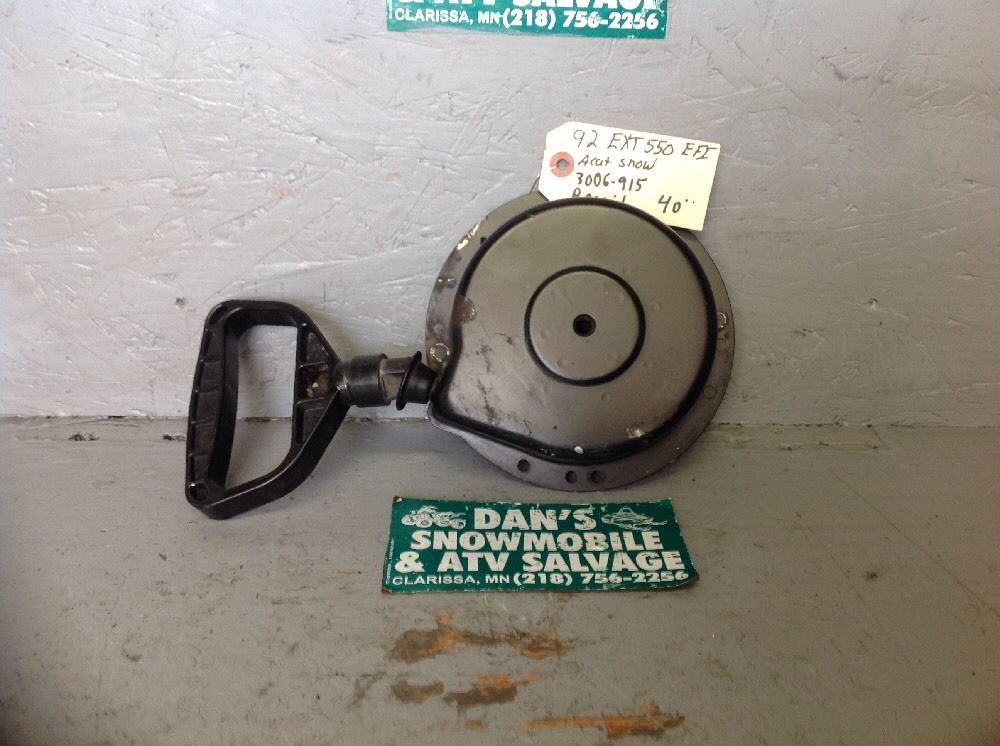 CLARISSA, MN (218) 756-2256
92 EXT 550 EFI
Acat snow
3006-915
40"
DAN'S
SNOWMOBILE
& ATV SALVAGE
CLARISSA, MN (218) 756-2256